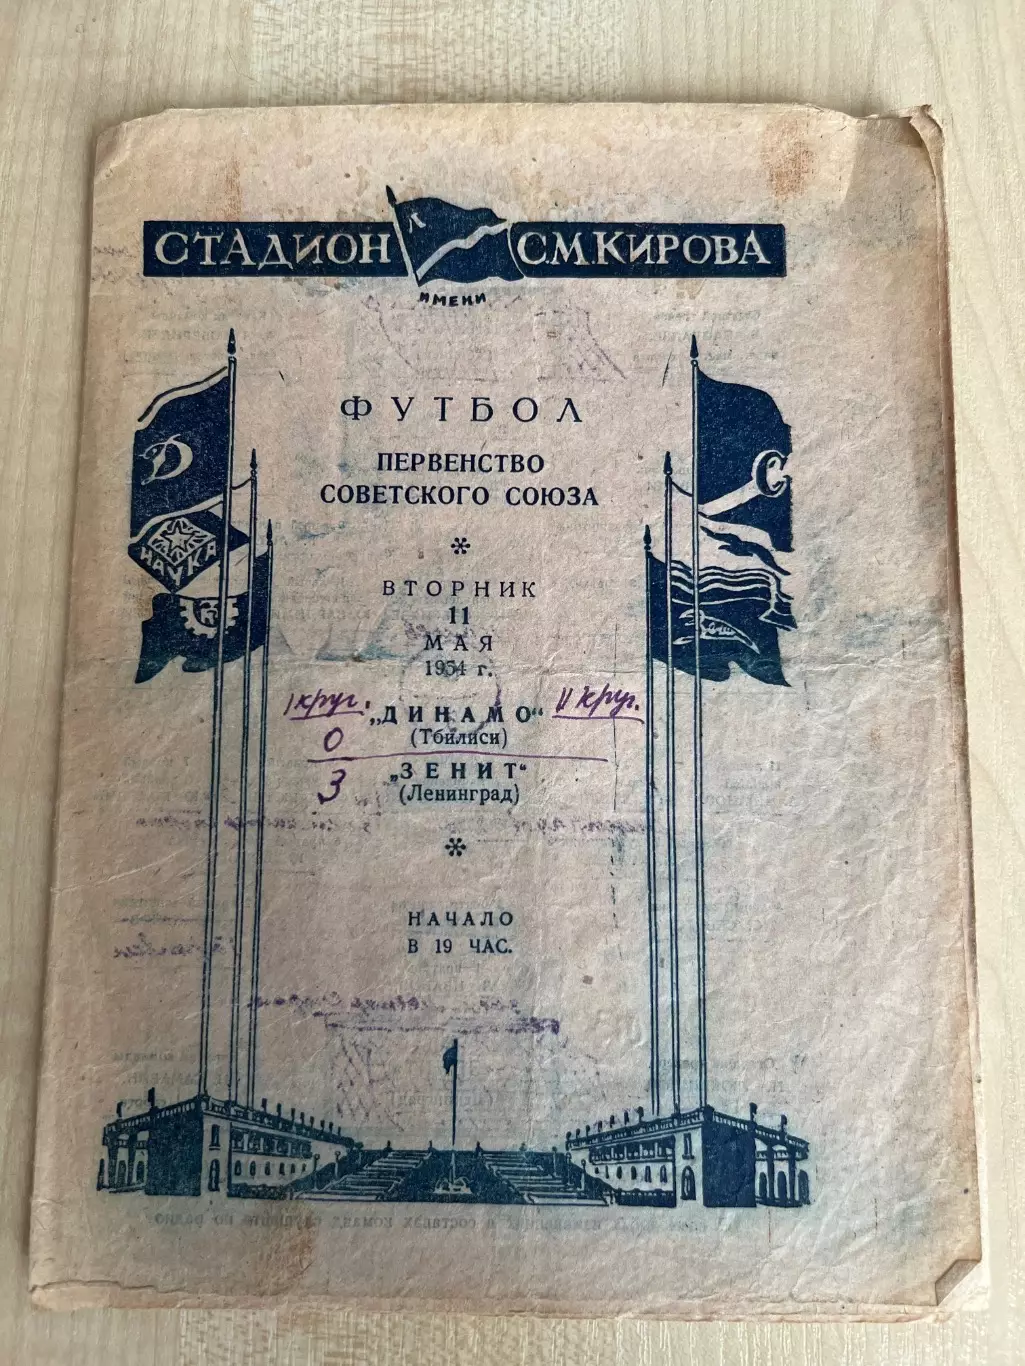 СТАДИОН
Л
ИМЕНИ
С.М.КИРОВА
ФУТБОЛ
ПЕРВЕНСТВО
СОВЕТСКОГО СОЮЗА
Д
С
НАУКА
ВТОРНИК
11
МАЯ
1954 г.
I круг. „ДИНАМО“ II круг.
0 (Тбилиси)
3 „ЗЕНИТ“
(Ленинград)
НАЧАЛО
В 19 ЧАС.